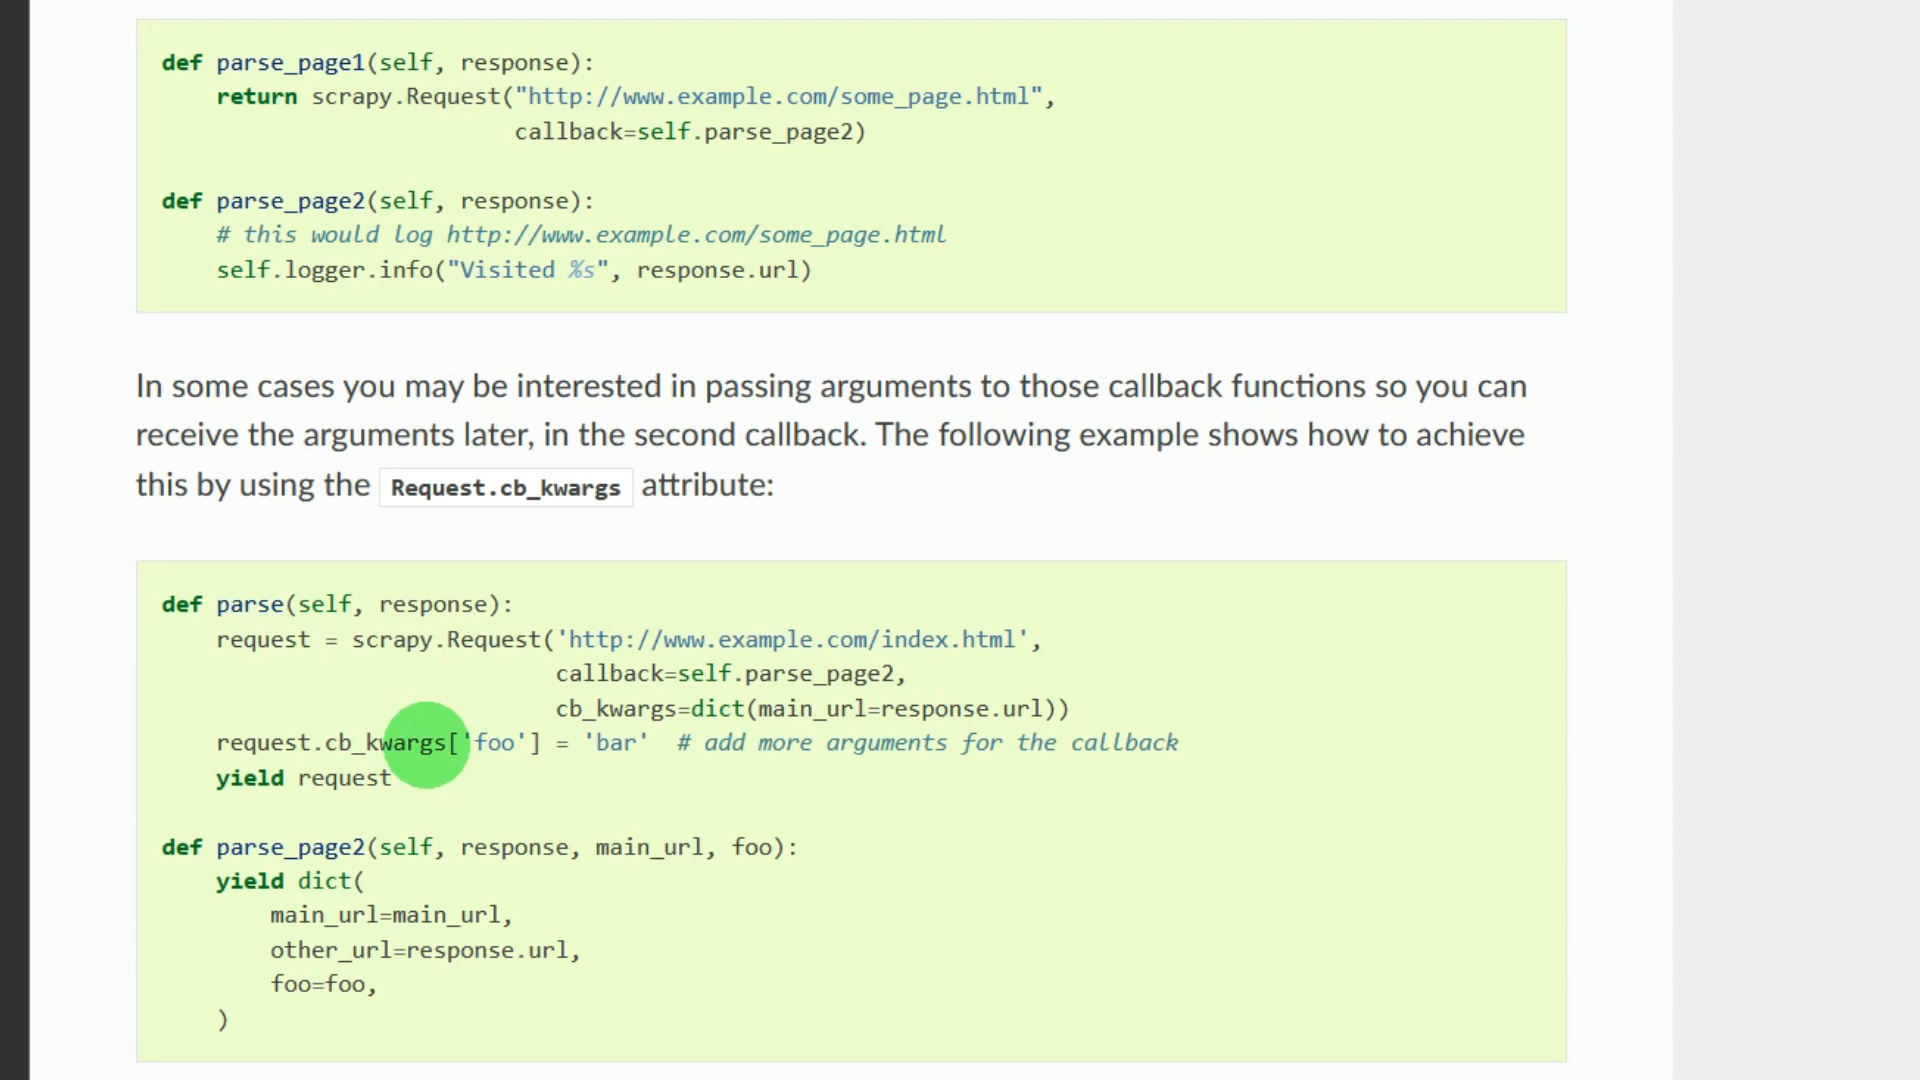 def parse_page1(self, response):
    return scrapy.Request("http://www.example.com/some_page.html",
                          callback=self.parse_page2)

def parse_page2(self, response):
    # this would log http://www.example.com/some_page.html
    self.logger.info("Visited %s", response.url)

In some cases you may be interested in passing arguments to those callback functions so you can
receive the arguments later, in the second callback. The following example shows how to achieve
this by using the Request.cb_kwargs attribute:

def parse(self, response):
    request = scrapy.Request('http://www.example.com/index.html',
                             callback=self.parse_page2,
                             cb_kwargs=dict(main_url=response.url))
    request.cb_kwargs['foo'] = 'bar'  # add more arguments for the callback
    yield request

def parse_page2(self, response, main_url, foo):
    yield dict(
        main_url=main_url,
        other_url=response.url,
        foo=foo,
    )